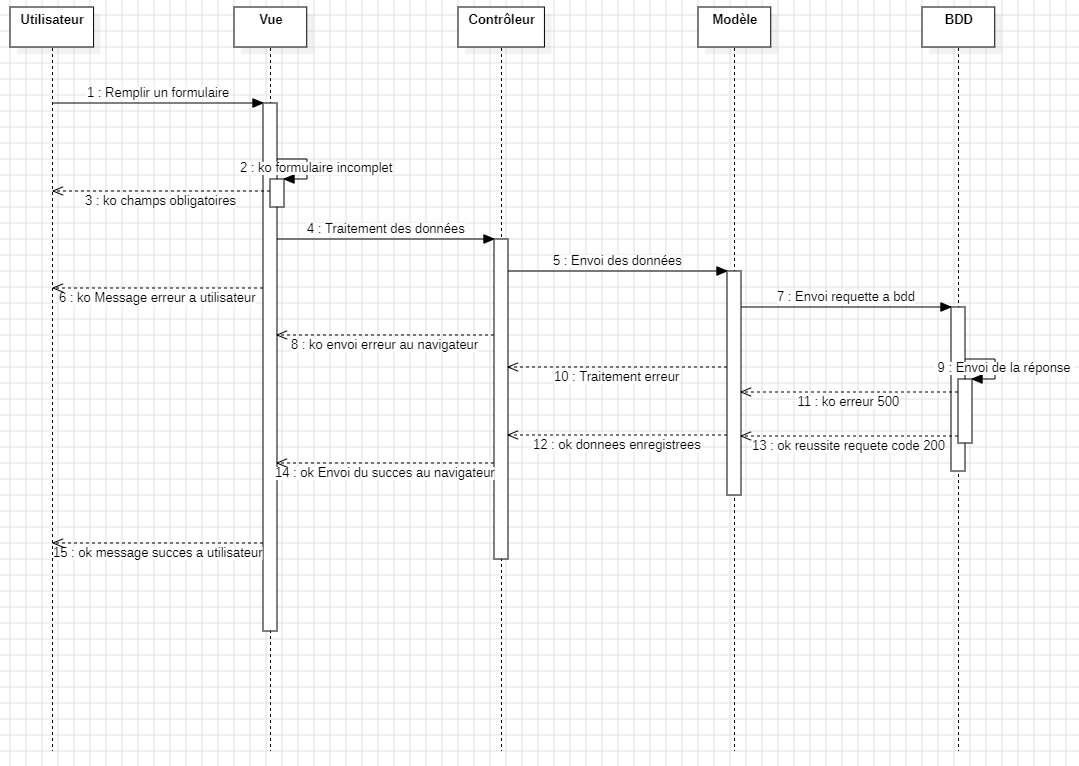 Utilisateur
Vue
Contrôleur
Modèle
BDD
1 : Remplir un formulaire
2 : ko formulaire incomplet
3 : ko champs obligatoires
4 : Traitement des données
5 : Envoi des données
6 : ko Message erreur a utilisateur
7 : Envoi requette a bdd
8 : ko envoi erreur au navigateur
9 : Envoi de la réponse
10 : Traitement erreur
11 : ko erreur 500
12 : ok donnees enregistrees
13 : ok reussite requete code 200
14 : ok Envoi du succes au navigateur
15 : ok message succes a utilisateur